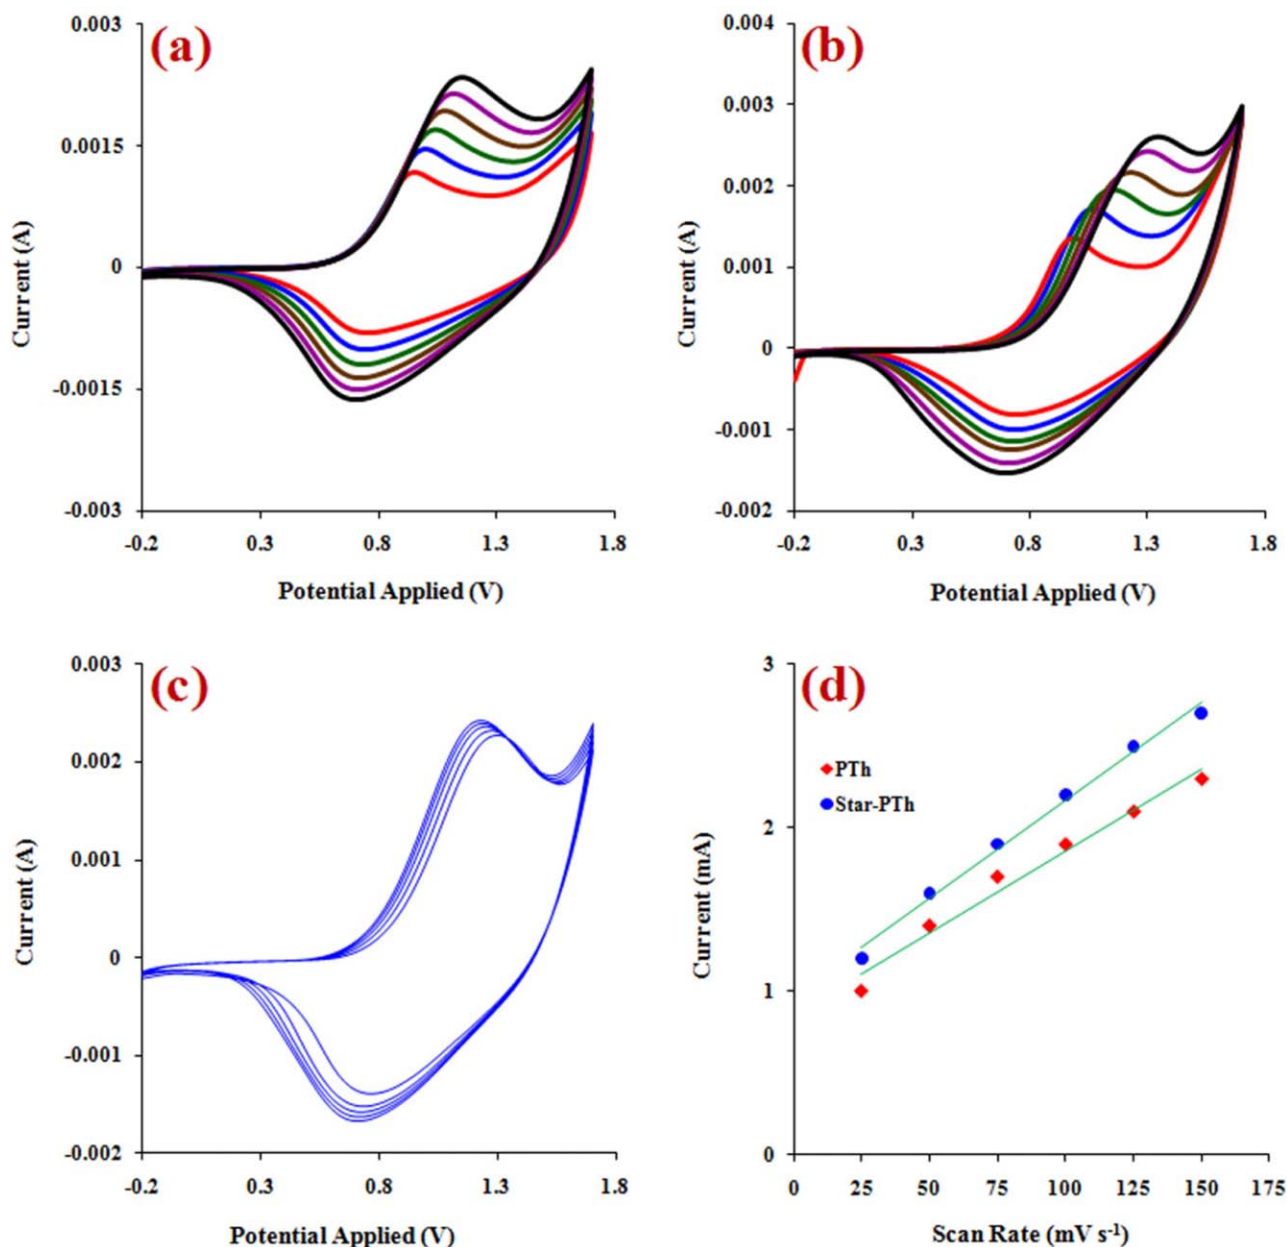 (a)
0.003
0.0015
0
-0.0015
-0.003
-0.2 0.3 0.8 1.3 1.8
Current (A)
Potential Applied (V)
(b)
0.004
0.003
0.002
0.001
0
-0.001
-0.002
-0.2 0.3 0.8 1.3 1.8
Current (A)
Potential Applied (V)
(c)
0.003
0.002
0.001
0
-0.001
-0.002
-0.2 0.3 0.8 1.3 1.8
Current (A)
Potential Applied (V)
(d)
3
2
1
0
PTh
Star-PTh
0 25 50 75 100 125 150 175
Current (mA)
Scan Rate (mV s-1)